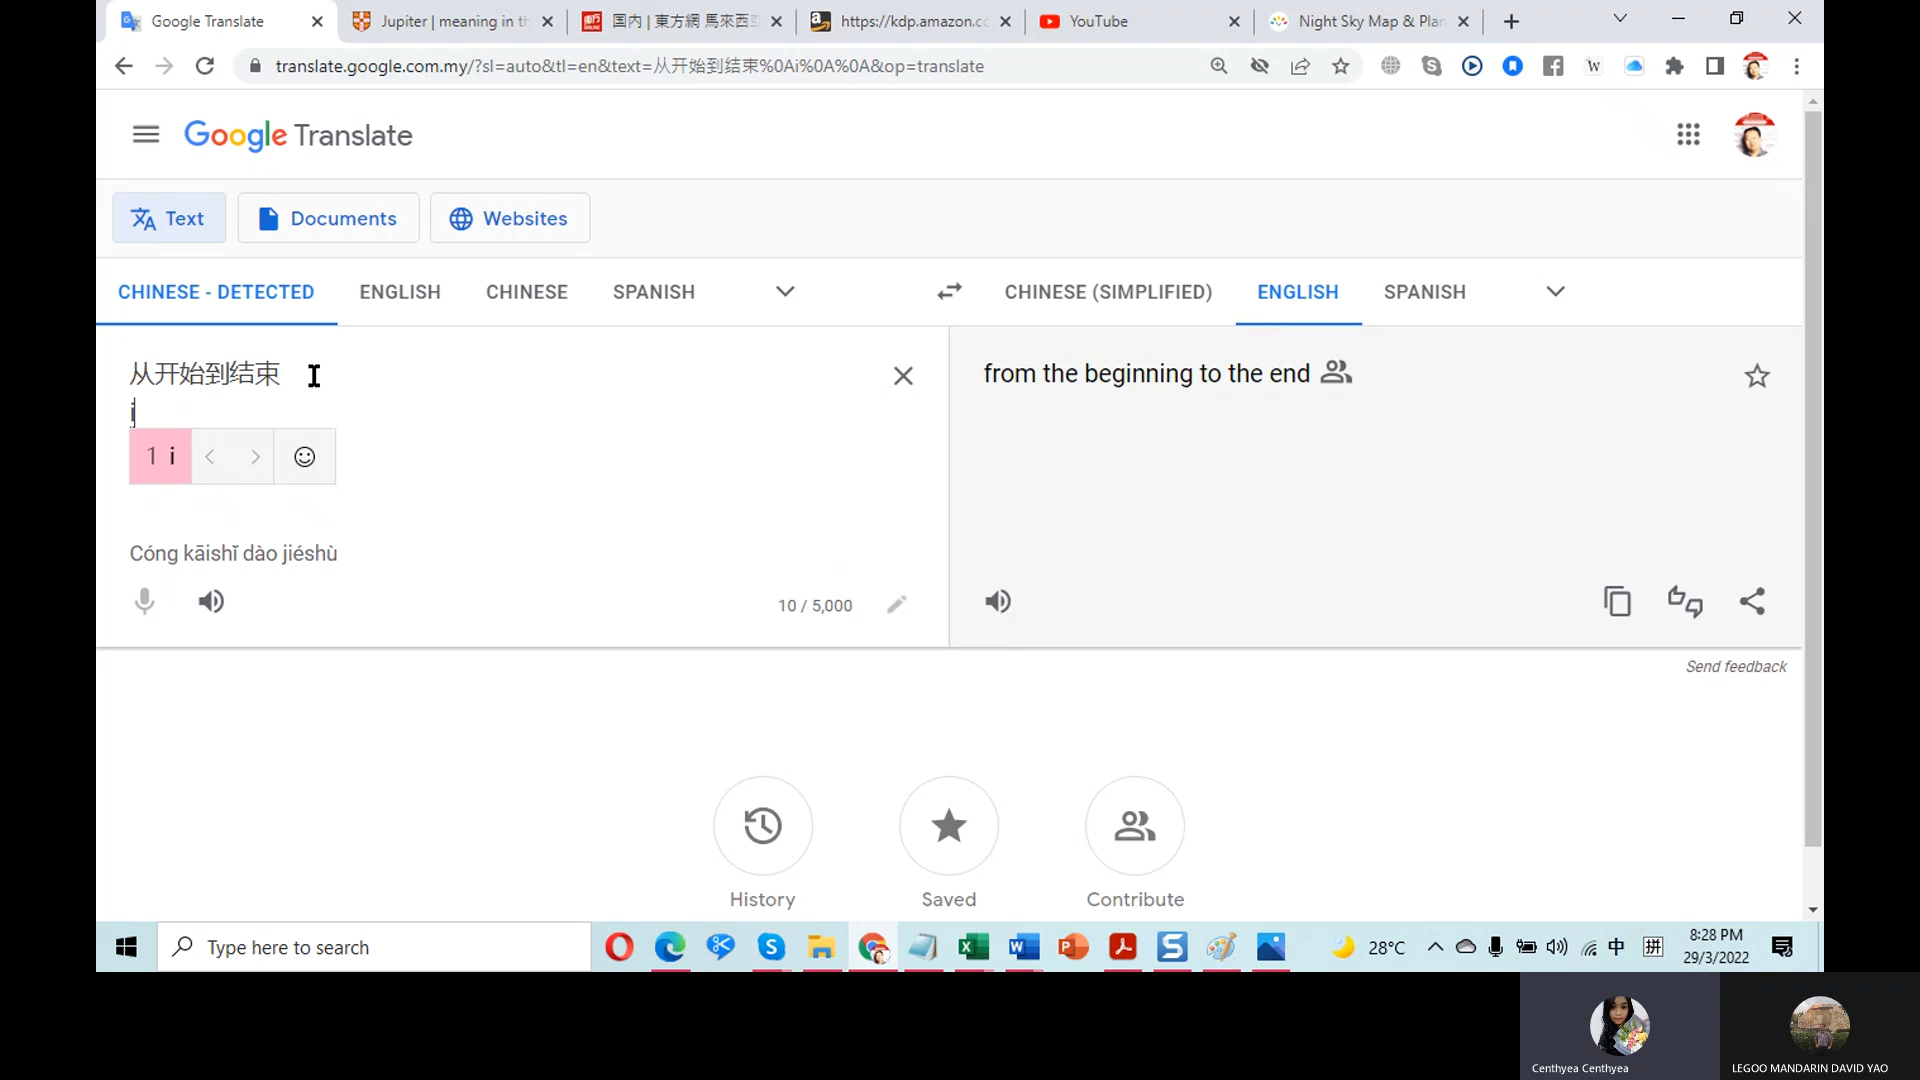 Google Translate
Jupiter | meaning in th
国内 | 東方網 馬來西亞
https://kdp.amazon.co
YouTube
Night Sky Map & Plan
translate.google.com.my/?sl=auto&tl=en&text=从开始到结束%0Ai%0A%0A&op=translate
Google Translate
Text
Documents
Websites
CHINESE - DETECTED
ENGLISH
CHINESE
SPANISH
CHINESE (SIMPLIFIED)
ENGLISH
SPANISH
从开始到结束
i
1 i
Cóng kāishǐ dào jiéshù
10 / 5,000
from the beginning to the end
Send feedback
History
Saved
Contribute
Type here to search
28°C
中
拼
8:28 PM
29/3/2022
Centhyea Centhyea
LEGOO MANDARIN DAVID YAO